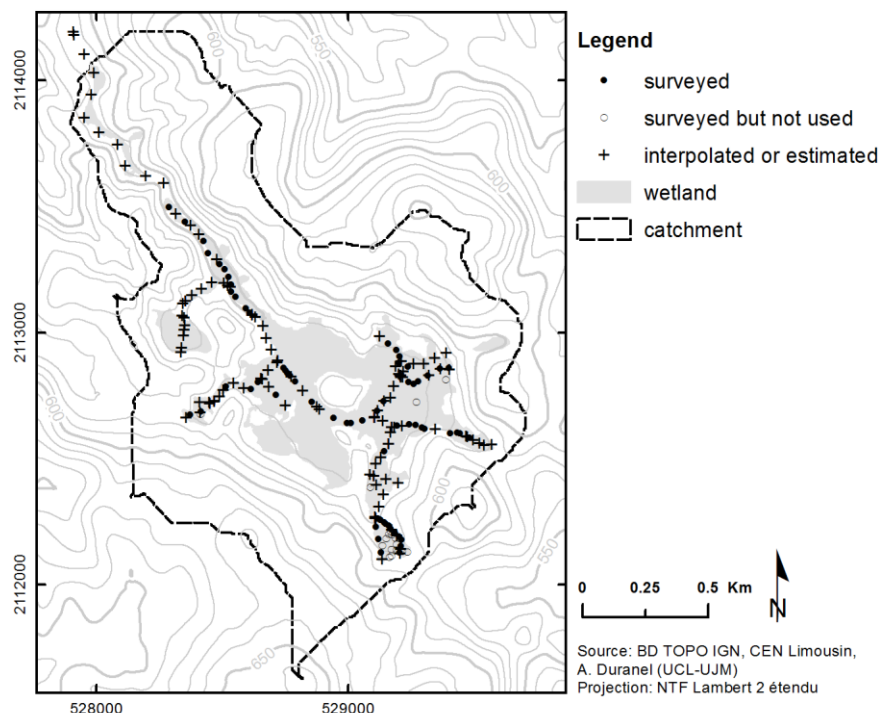 550
600
2114000
600
2113000
600
600
550
2112000
650
528000
529000
Legend
surveyed
surveyed but not used
interpolated or estimated
wetland
catchment
0 0.25 0.5 Km
N
Source: BD TOPO IGN, CEN Limousin,
A. Duranel (UCL-UJM)
Projection: NTF Lambert 2 étendu